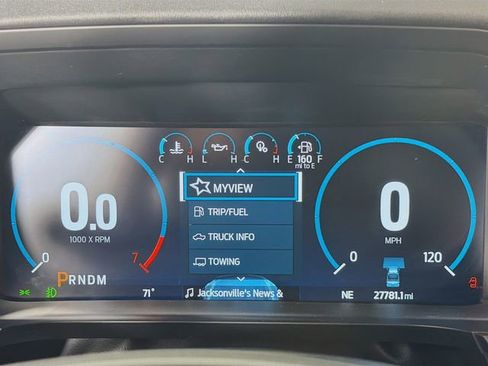 C H L H C H E 160 F
mi to E
MYVIEW
TRIP/FUEL
TRUCK INFO
TOWING
0.0
1000 X RPM
0 7
PRNDM
71°
Jacksonville's News &
0
MPH
0 120
NE 27781.1 mi